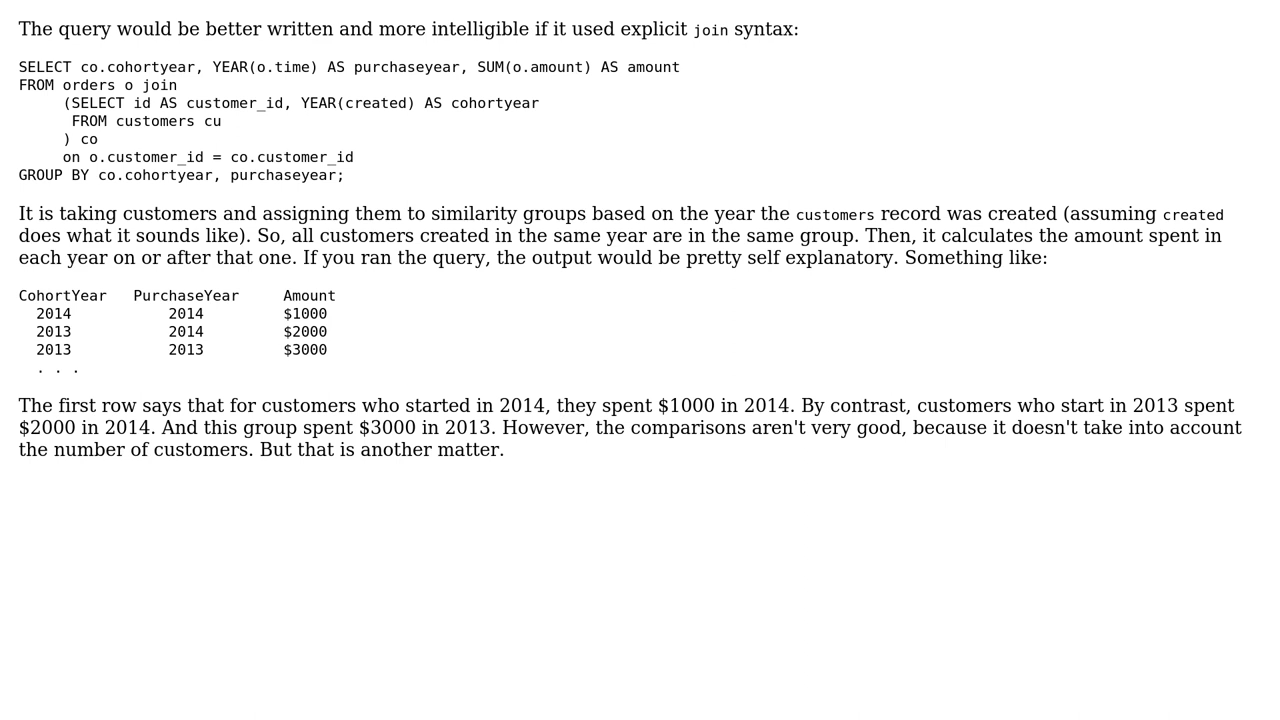 The query would be better written and more intelligible if it used explicit join syntax:
SELECT co.cohortyear, YEAR(o.time) AS purchaseyear, SUM(o.amount) AS amount
FROM orders o join
     (SELECT id AS customer_id, YEAR(created) AS cohortyear
      FROM customers cu
     ) co
     on o.customer_id = co.customer_id
GROUP BY co.cohortyear, purchaseyear;
It is taking customers and assigning them to similarity groups based on the year the customers record was created (assuming created
does what it sounds like). So, all customers created in the same year are in the same group. Then, it calculates the amount spent in
each year on or after that one. If you ran the query, the output would be pretty self explanatory. Something like:
CohortYear   PurchaseYear     Amount
  2014           2014         $1000
  2013           2014         $2000
  2013           2013         $3000
  . . .
The first row says that for customers who started in 2014, they spent $1000 in 2014. By contrast, customers who start in 2013 spent
$2000 in 2014. And this group spent $3000 in 2013. However, the comparisons aren't very good, because it doesn't take into account
the number of customers. But that is another matter.